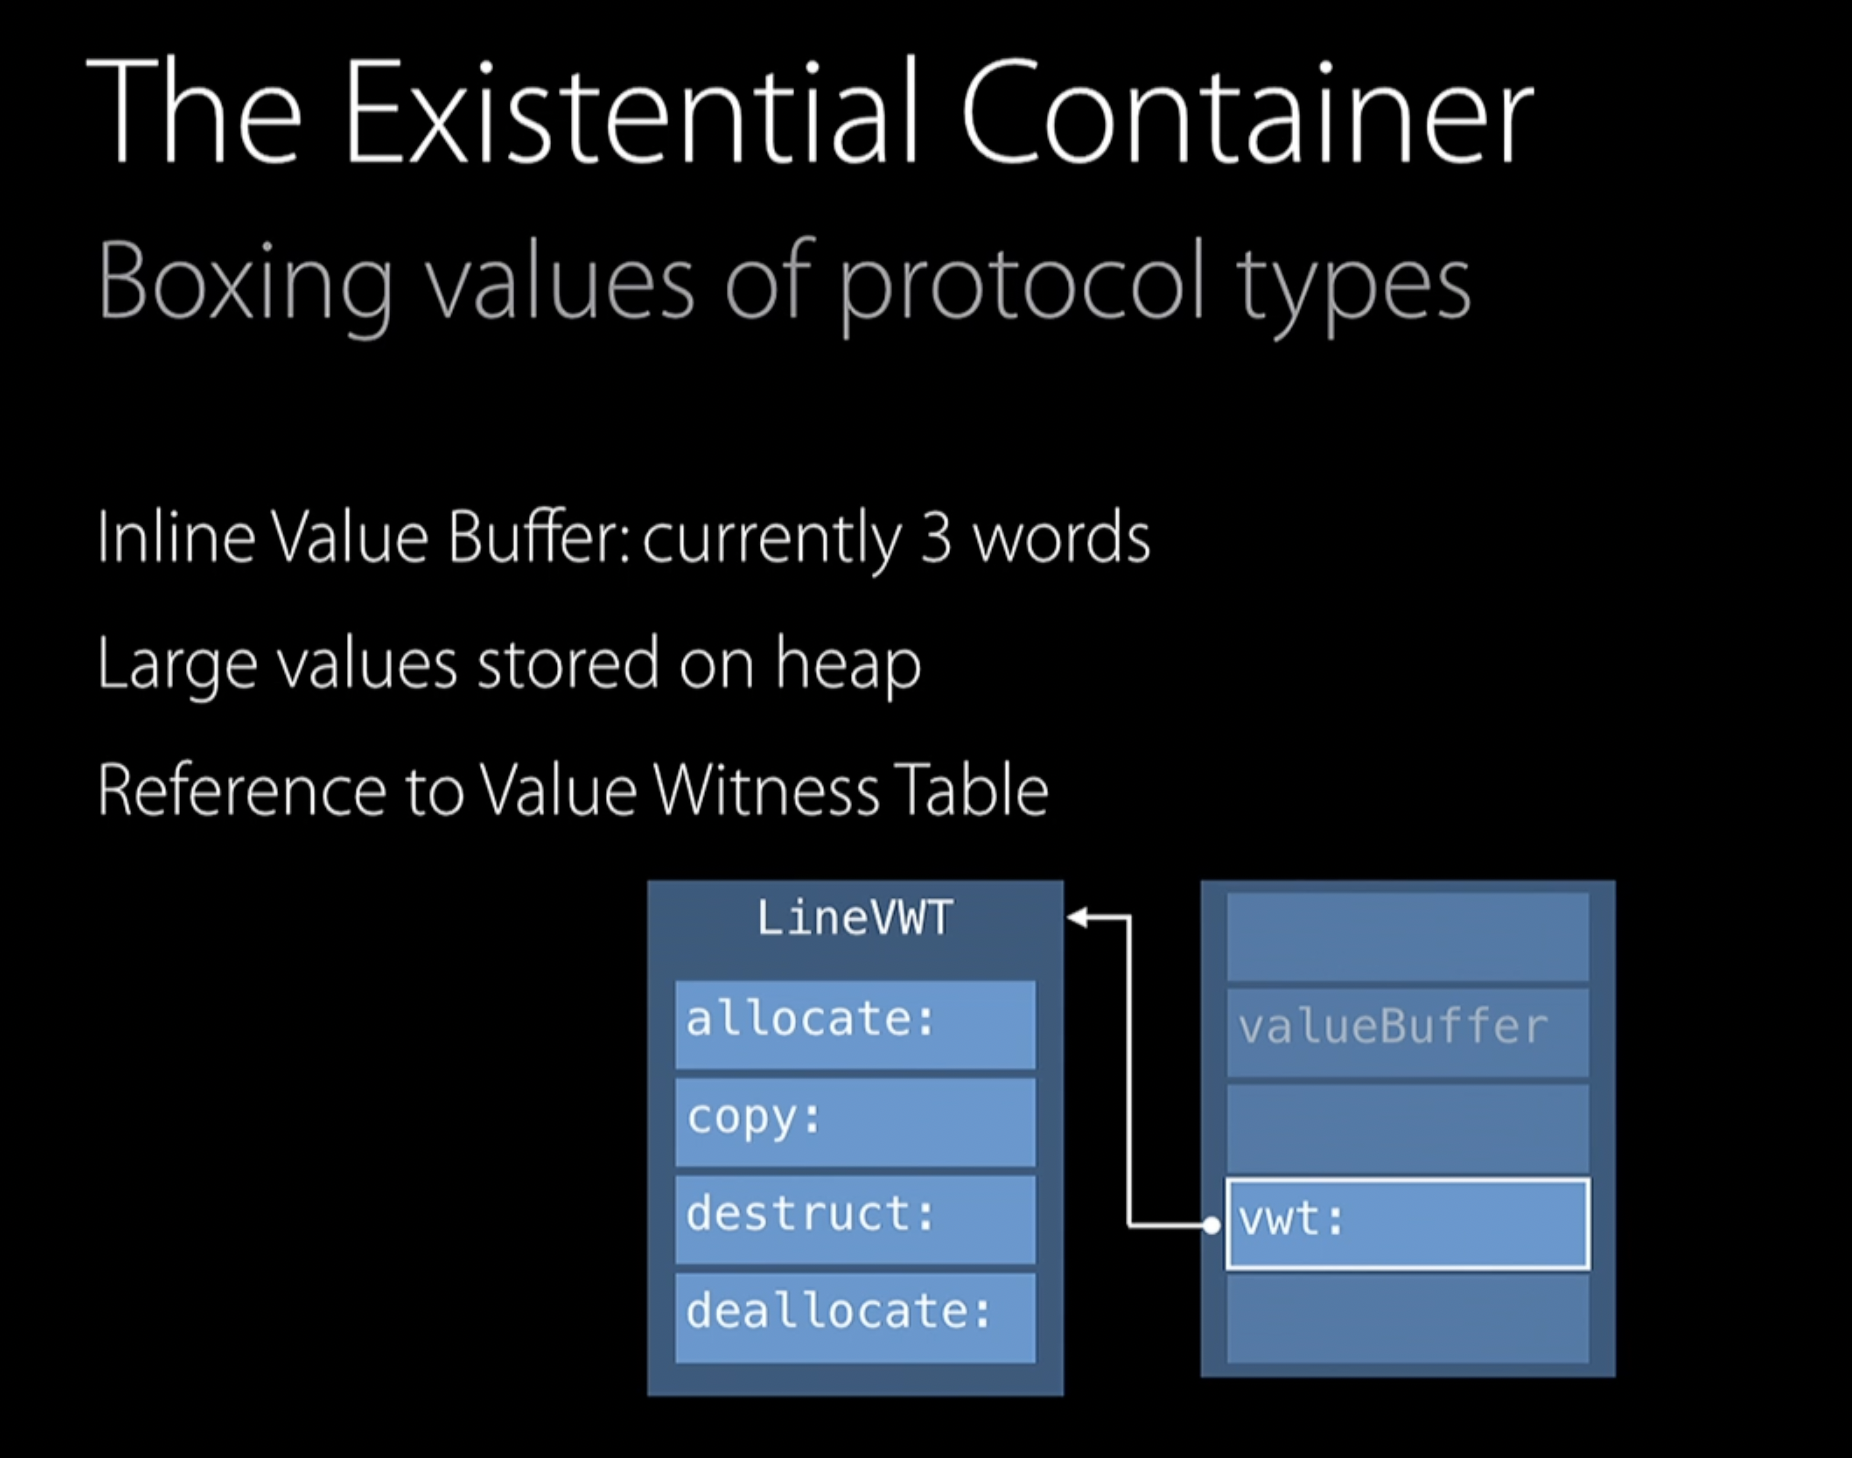 The Existential Container
Boxing values of protocol types
Inline Value Buffer: currently 3 words
Large values stored on heap
Reference to Value Witness Table
LineVWT
allocate:
copy:
destruct:
deallocate:
valueBuffer
vwt: